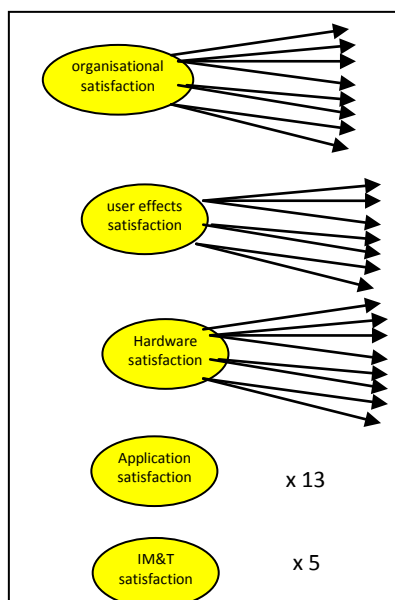 organisational
satisfaction
user effects
satisfaction
Hardware
satisfaction
Application
satisfaction
x 13
IM&T
satisfaction
x 5